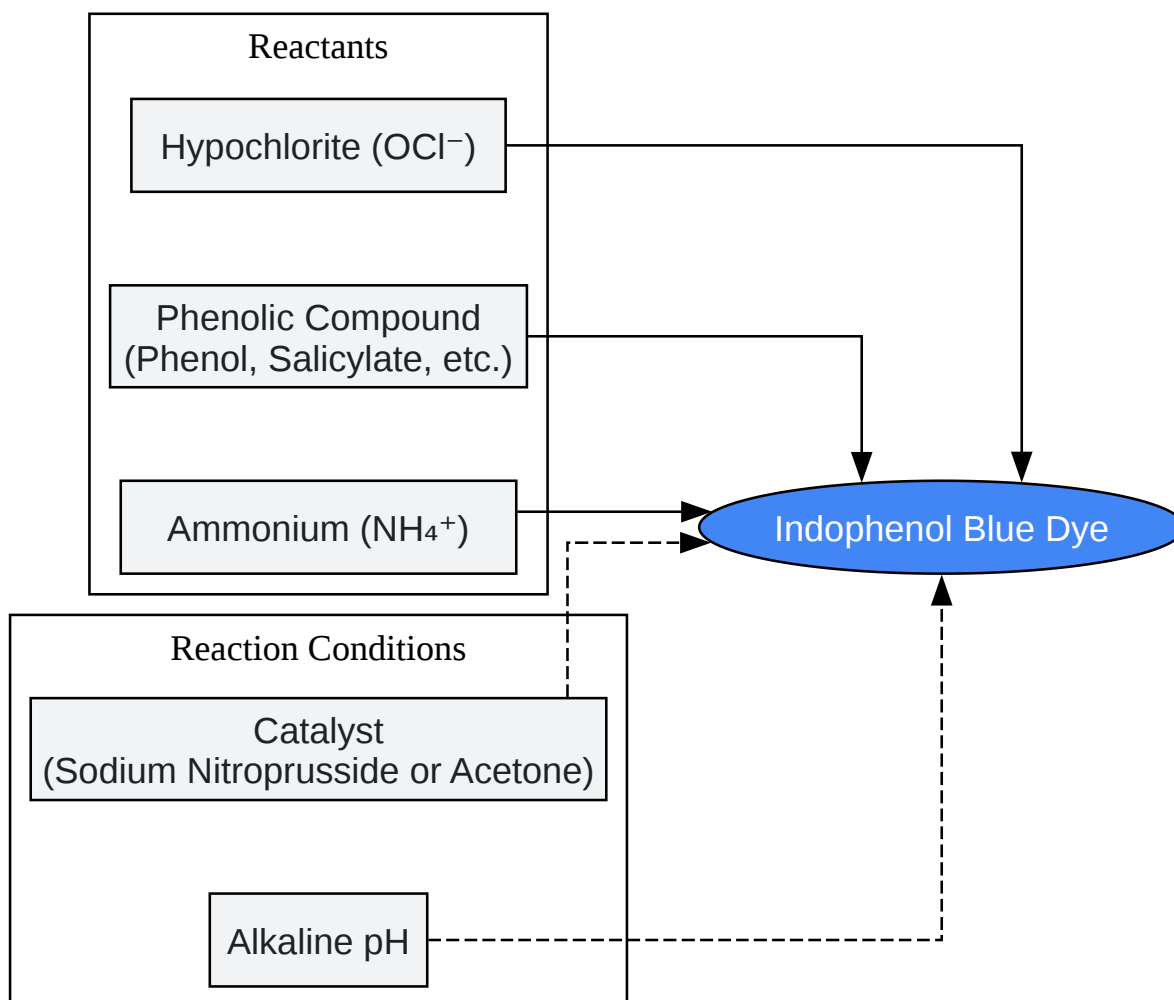 Reactants
Hypochlorite (OCl⁻)
Phenolic Compound
(Phenol, Salicylate, etc.)
Ammonium (NH₄⁺)
Indophenol Blue Dye
Reaction Conditions
Catalyst
(Sodium Nitroprusside or Acetone)
Alkaline pH